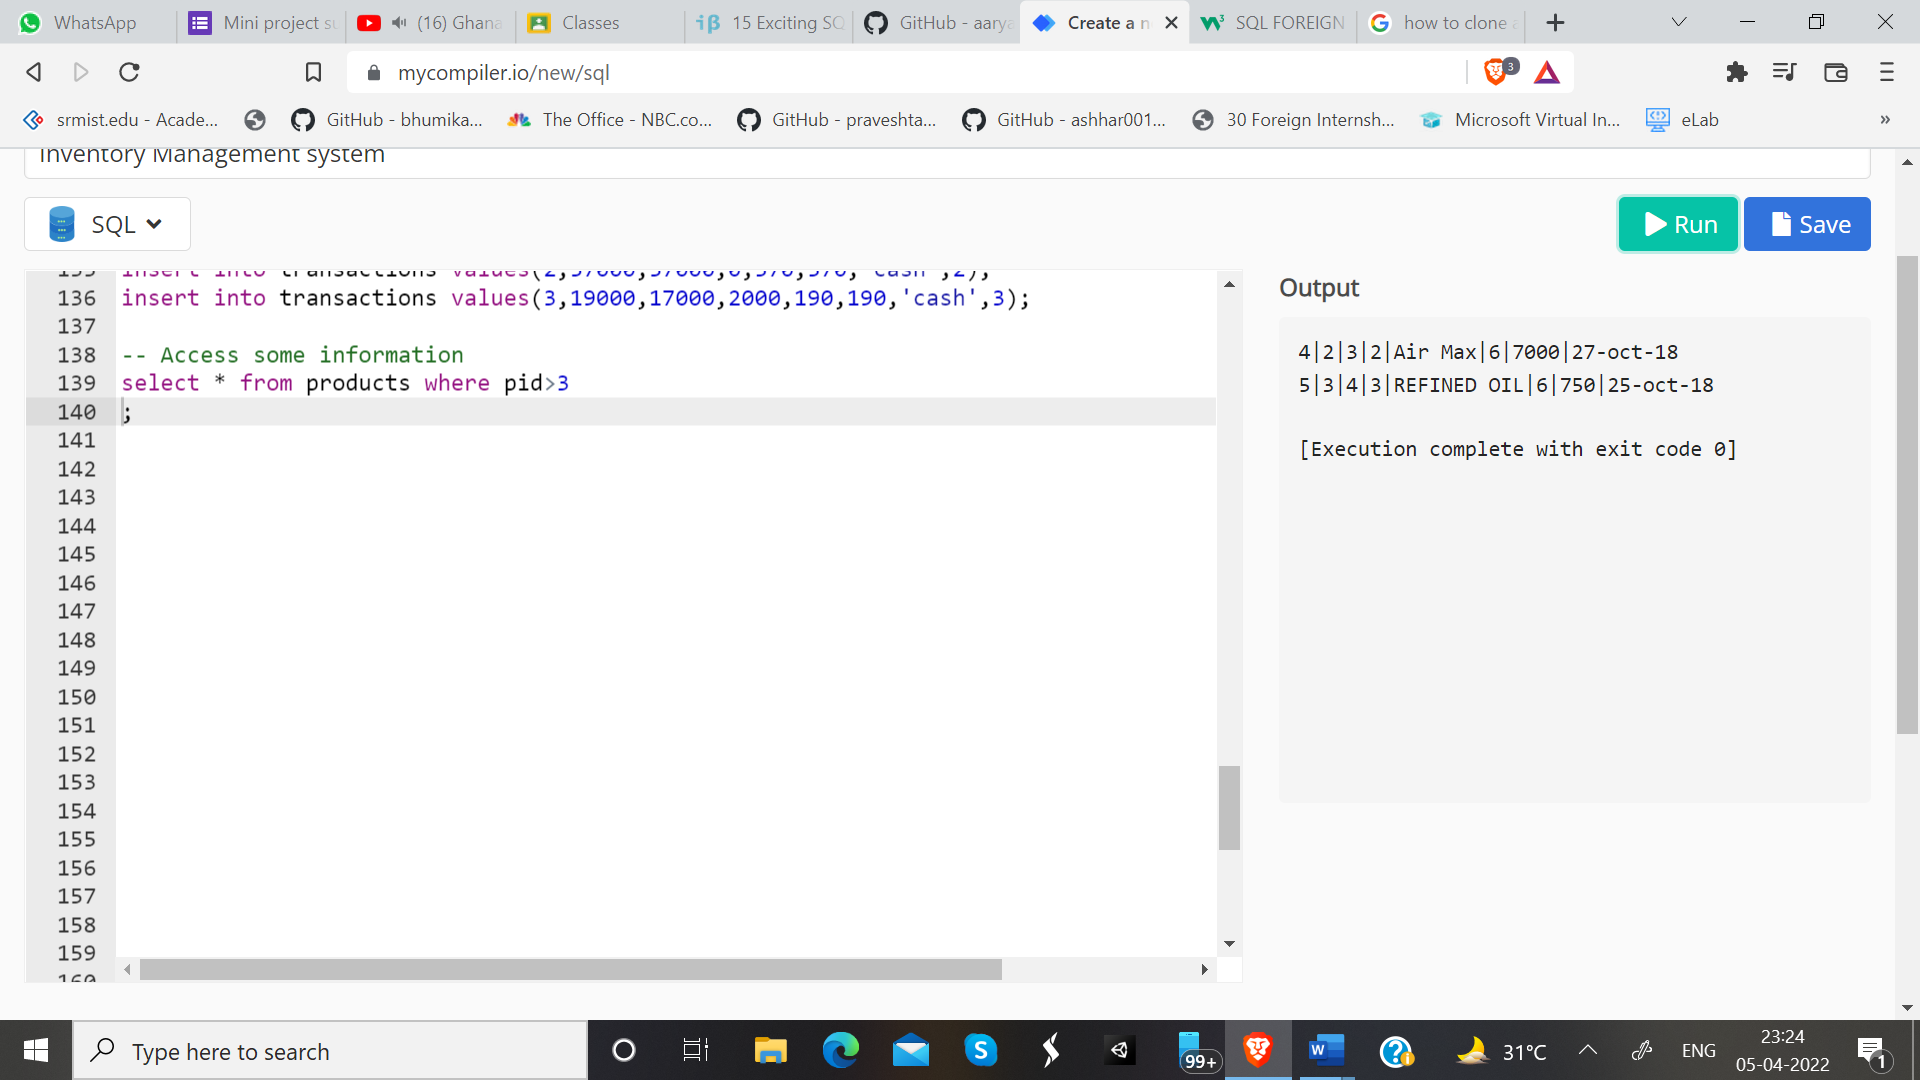 WhatsApp
Mini project su
(16) Ghana
Classes
15 Exciting SQ
GitHub - aarya
Create a n
SQL FOREIGN
how to clone a
mycompiler.io/new/sql
3
srmist.edu - Acade...
GitHub - bhumika...
The Office - NBC.co...
GitHub - praveshta...
GitHub - ashhar001...
30 Foreign Internsh...
Microsoft Virtual In...
eLab
»
Inventory Management system
SQL
Run
Save
136 insert into transactions values(3,19000,17000,2000,190,190,'cash',3);
137
138 -- Access some information
139 select * from products where pid>3
140 ;
141
142
143
144
145
146
147
148
149
150
151
152
153
154
155
156
157
158
159
160
Output
4|2|3|2|Air Max|6|7000|27-oct-18
5|3|4|3|REFINED OIL|6|750|25-oct-18
[Execution complete with exit code 0]
Type here to search
99+
31°C
ENG
23:24
05-04-2022
1